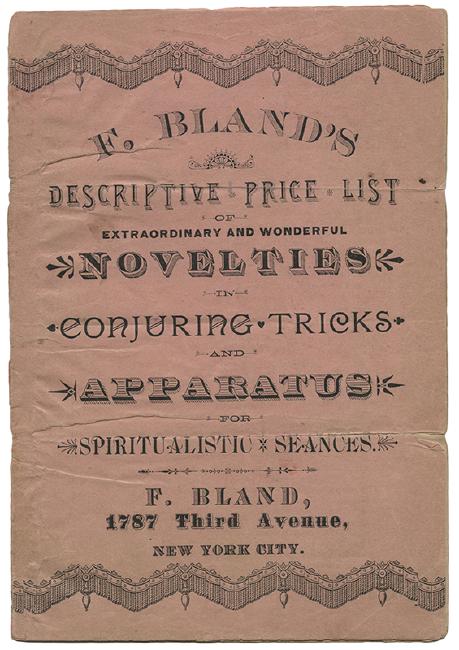 F. BLAND'S
DESCRIPTIVE PRICE LIST
OF
EXTRAORDINARY AND WONDERFUL
NOVELTIES
IN
CONJURING TRICKS
AND
APPARATUS
FOR
SPIRITUALISTIC SEANCES.
F. BLAND,
1787 Third Avenue,
NEW YORK CITY.